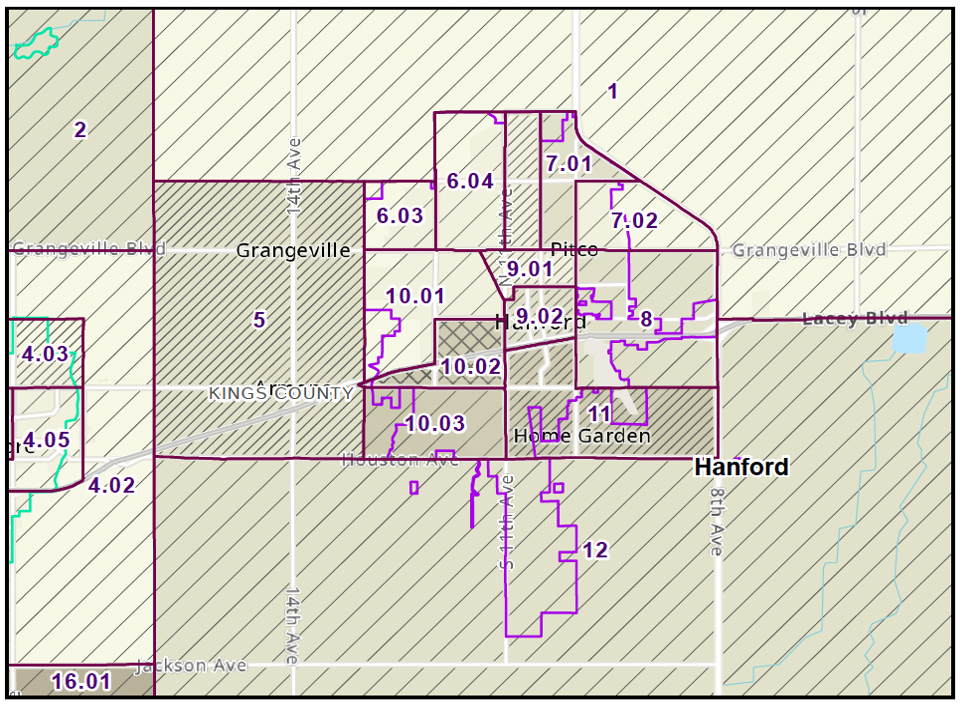 1
2
14th Ave
7.01
6.04
N 11th Ave
6.03
7.02
Grangeville Blvd
Grangeville
Pitco
Grangeville Blvd
9.01
10.01
5
9.02
Hanford
8
Lacey Blvd
4.03
10.02
KINGS COUNTY
11
10.03
4.05
Home Garden
Houston Ave
Hanford
4.02
S 11th Ave
8th Ave
12
14th Ave
Jackson Ave
16.01